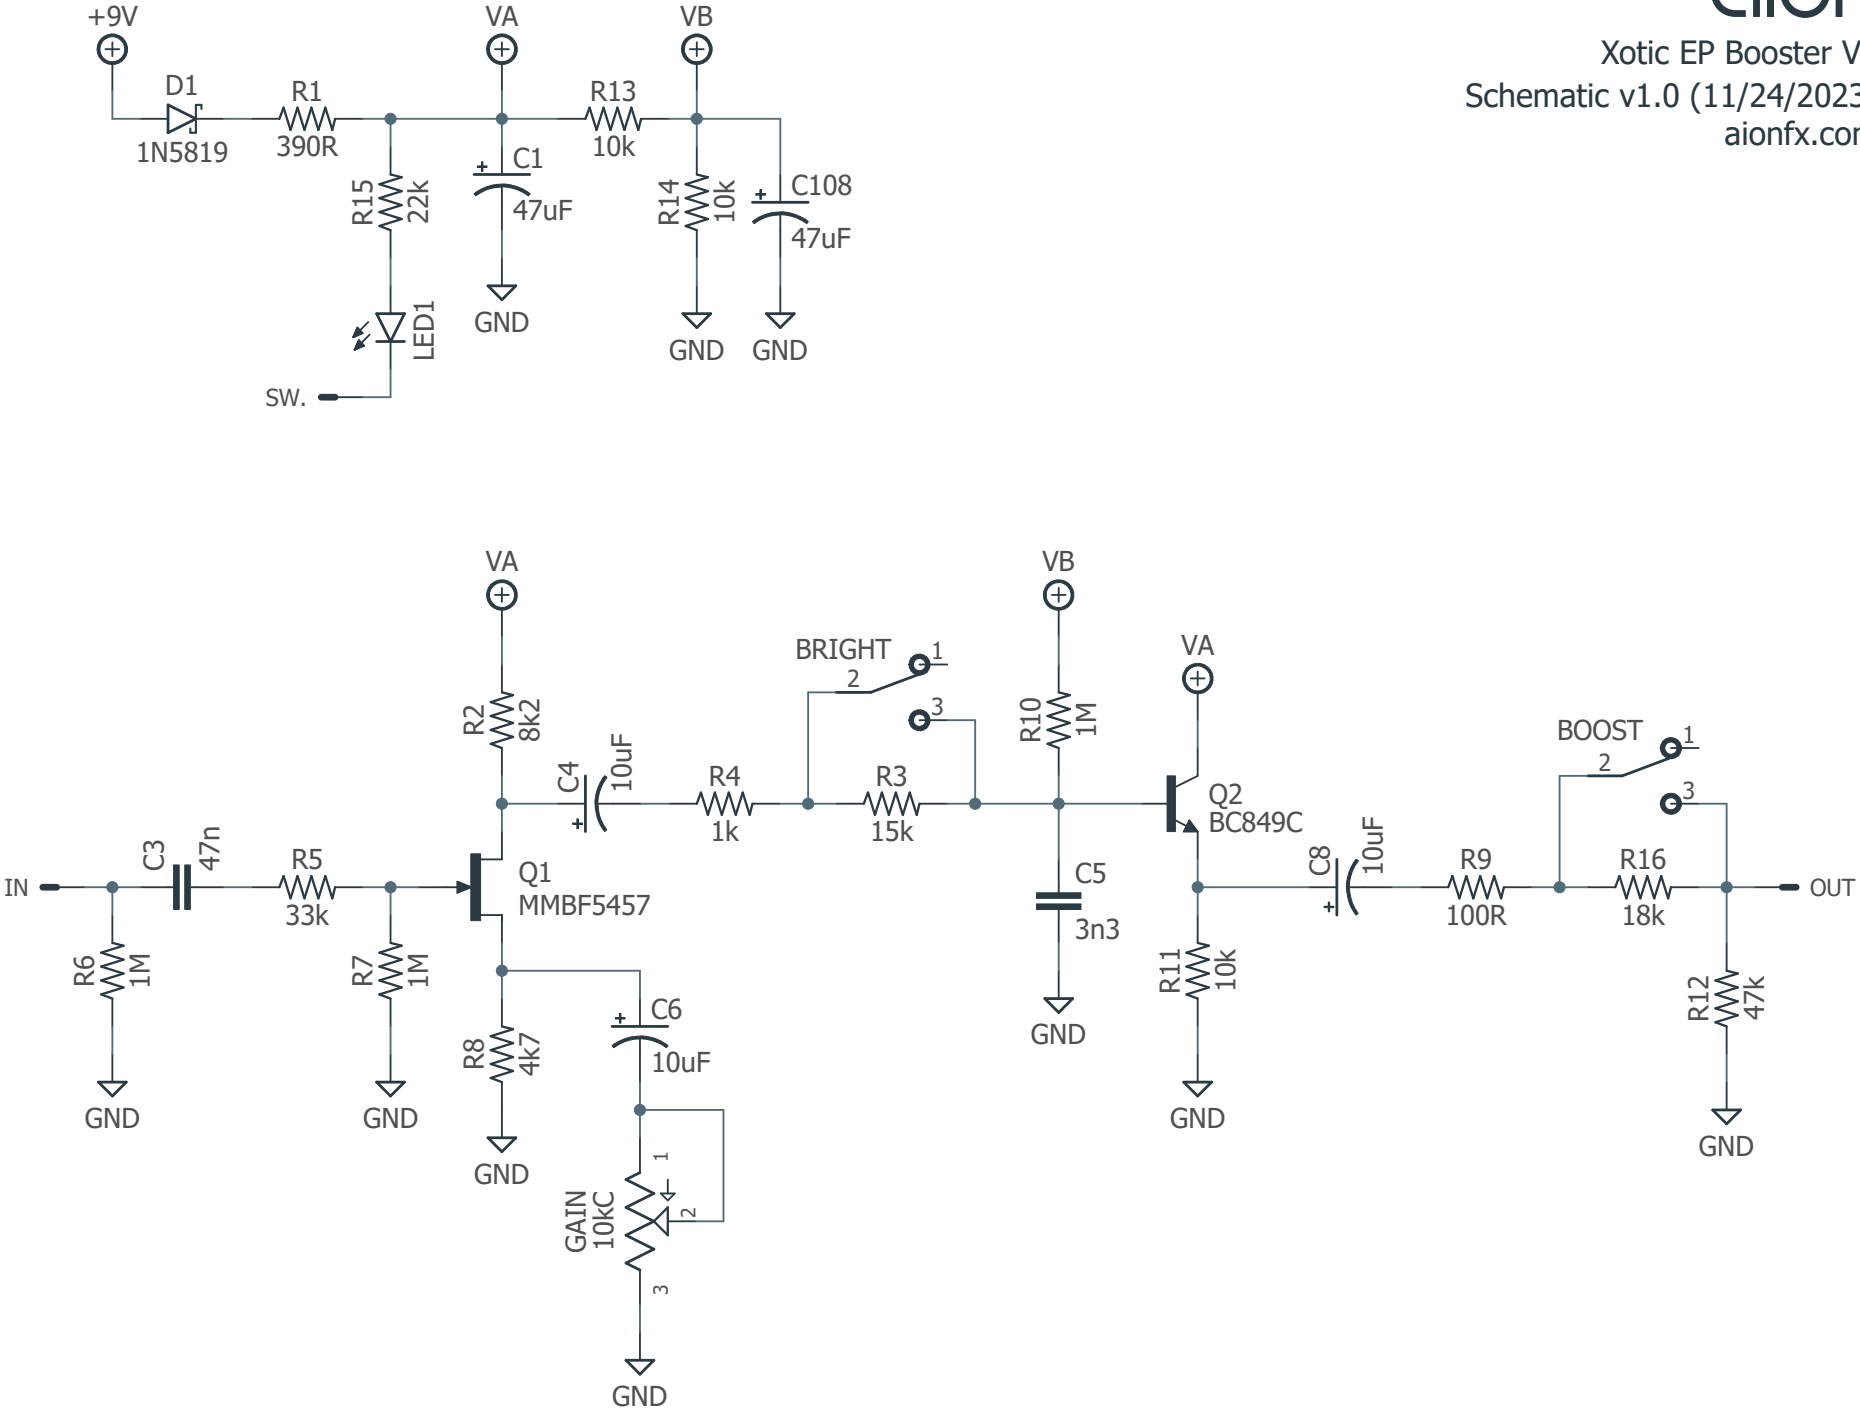 +9V
VA
VB
Xotic EP Booster V
Schematic v1.0 (11/24/2023
aionfx.co
D1
1N5819
R1
390R
R13
10k
R15
22k
C1
47uF
R14
10k
C108
47uF
LED1
GND
GND
GND
SW.
VA
VB
VA
BRIGHT
1
2
3
R2
8k2
R10
1M
BOOST
1
2
3
C4
10uF
R4
1k
R3
15k
Q2
BC849C
IN
C3
47n
R5
33k
Q1
MMBF5457
C5
3n3
C8
10uF
R9
100R
R16
18k
OUT
R6
1M
R7
1M
R8
4k7
C6
10uF
R11
10k
R12
47k
GND
GND
GND
GND
GND
GND
GAIN
10kC
1
2
3
GND